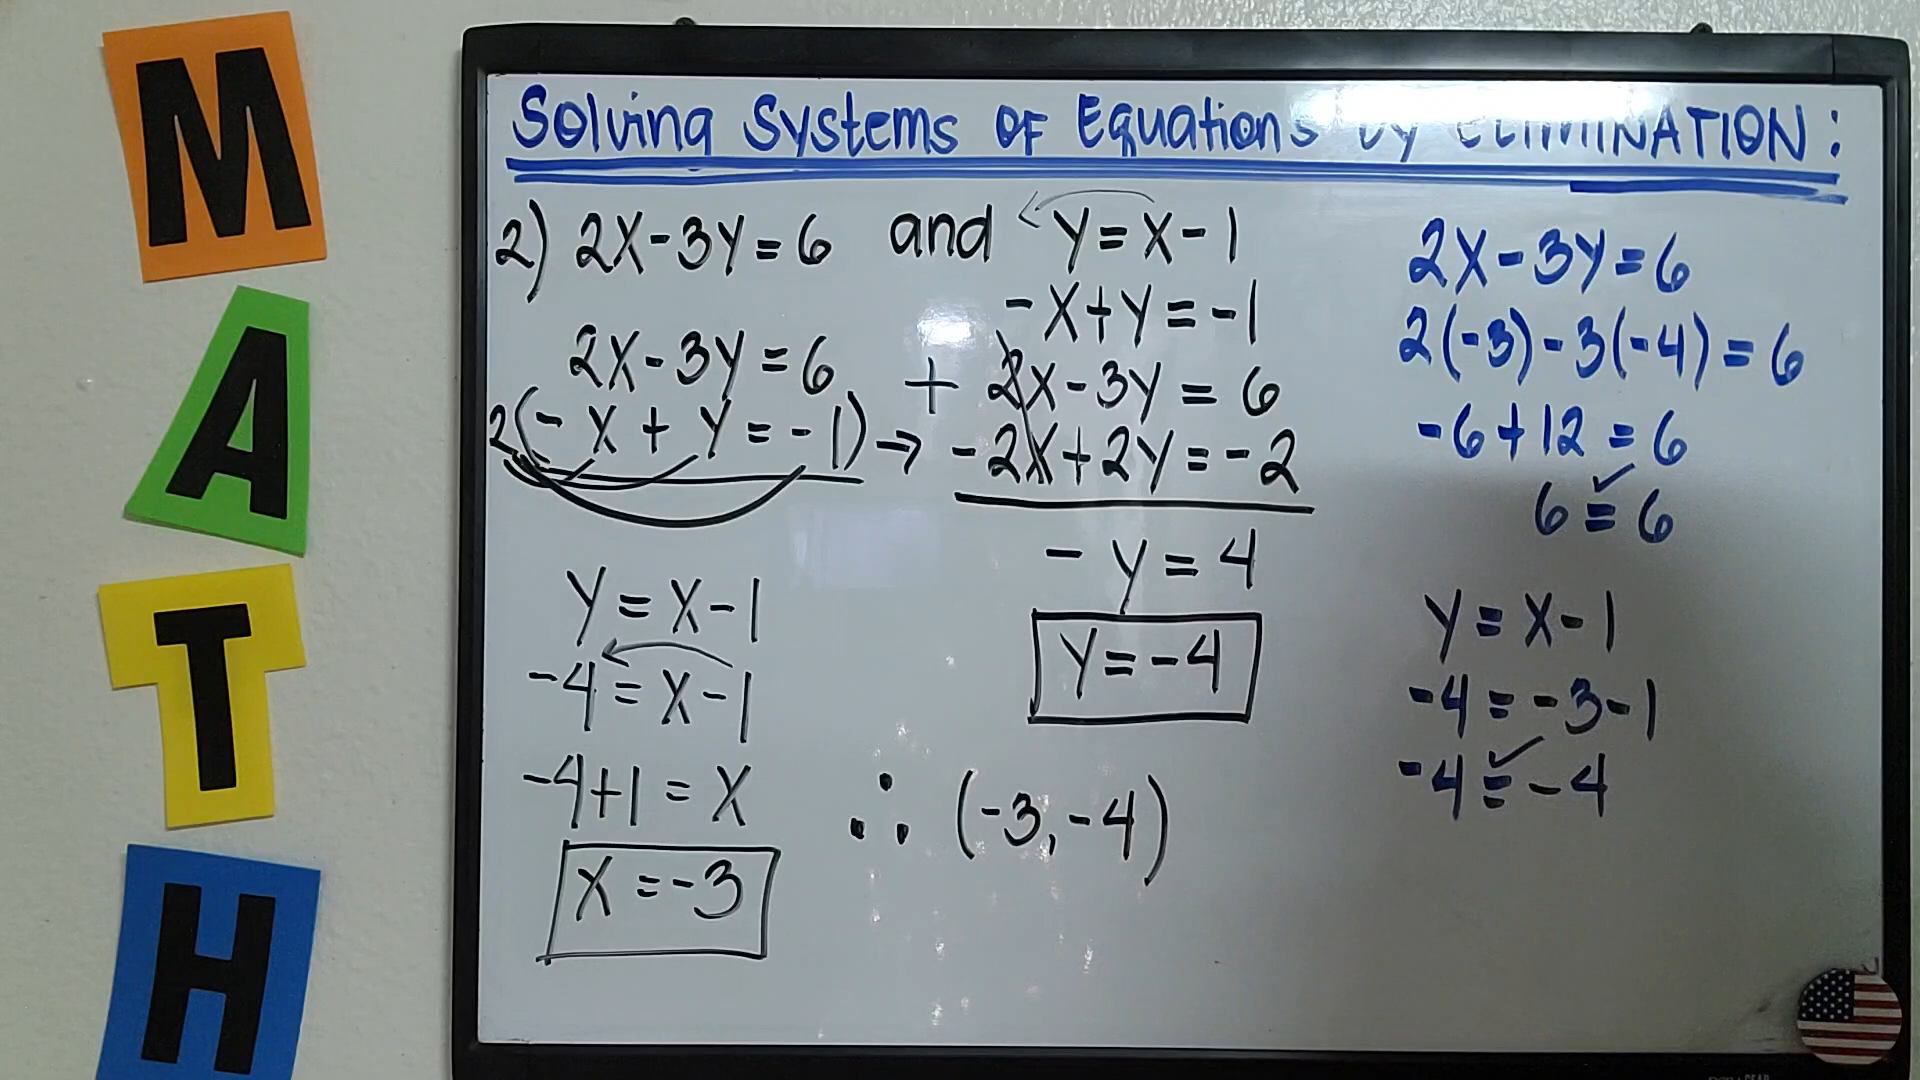 MATH
Solving Systems of Equations by ELIMINATION:
2) 2X-3Y=6 and Y=X-1
-X+Y=-1
2X-3Y=6
2(-X+Y=-1) →
+ 2X-3Y=6
-2X+2Y=-2
-Y=4
Y=-4
Y=X-1
-4=X-1
-4+1=X
X=-3
∴ (-3,-4)
2X-3Y=6
2(-3)-3(-4)=6
-6+12=6
6=6
Y=X-1
-4=-3-1
-4=-4